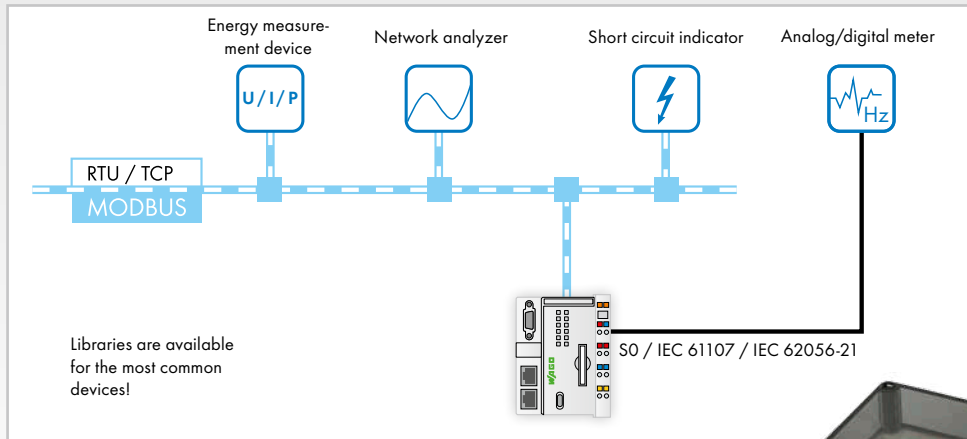 Energy measure-
ment device
Network analyzer
Short circuit indicator
Analog/digital meter
U/I/P
Hz
RTU / TCP
MODBUS
Libraries are available
for the most common
devices!
WAGO
S0 / IEC 61107 / IEC 62056-21